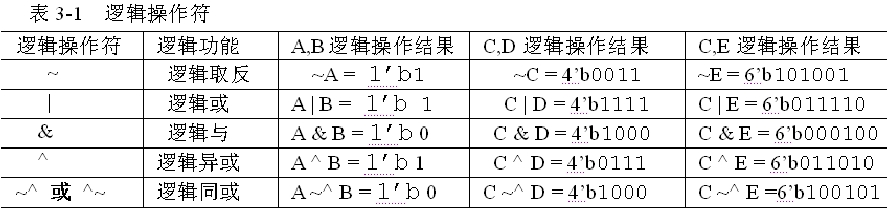 表 3-1 逻辑操作符
逻辑操作符 逻辑功能 A,B逻辑操作结果 C,D 逻辑操作结果 C,E 逻辑操作结果
~ 逻辑取反 ~A = 1’b1 ~C = 4’b0011 ~E = 6’b101001
| 逻辑或 A | B = 1’b 1 C | D = 4’b1111 C | E = 6’b011110
& 逻辑与 A & B = 1’b 0 C & D = 4’b1000 C & E = 6’b000100
^ 逻辑异或 A ^ B = 1’b 1 C ^ D = 4’b0111 C ^ E = 6’b011010
~^ 或 ^~ 逻辑同或 A ~^ B = 1’b 0 C ~^ D = 4’b1000 C ~^ E =6’b100101